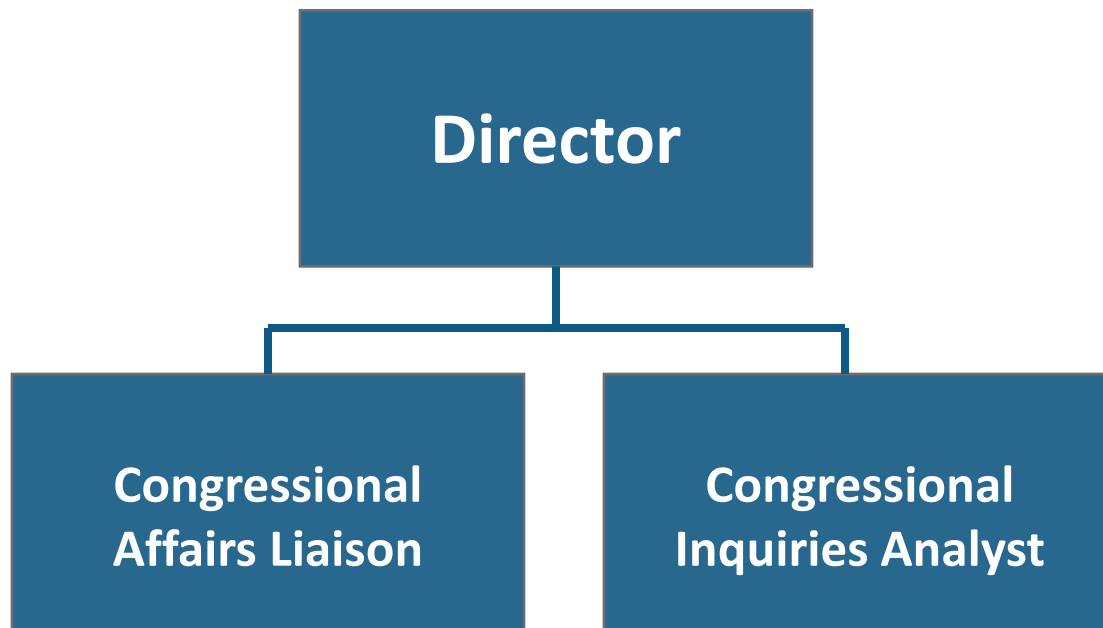 Director
Congressional
Affairs Liaison
Congressional
Inquiries Analyst